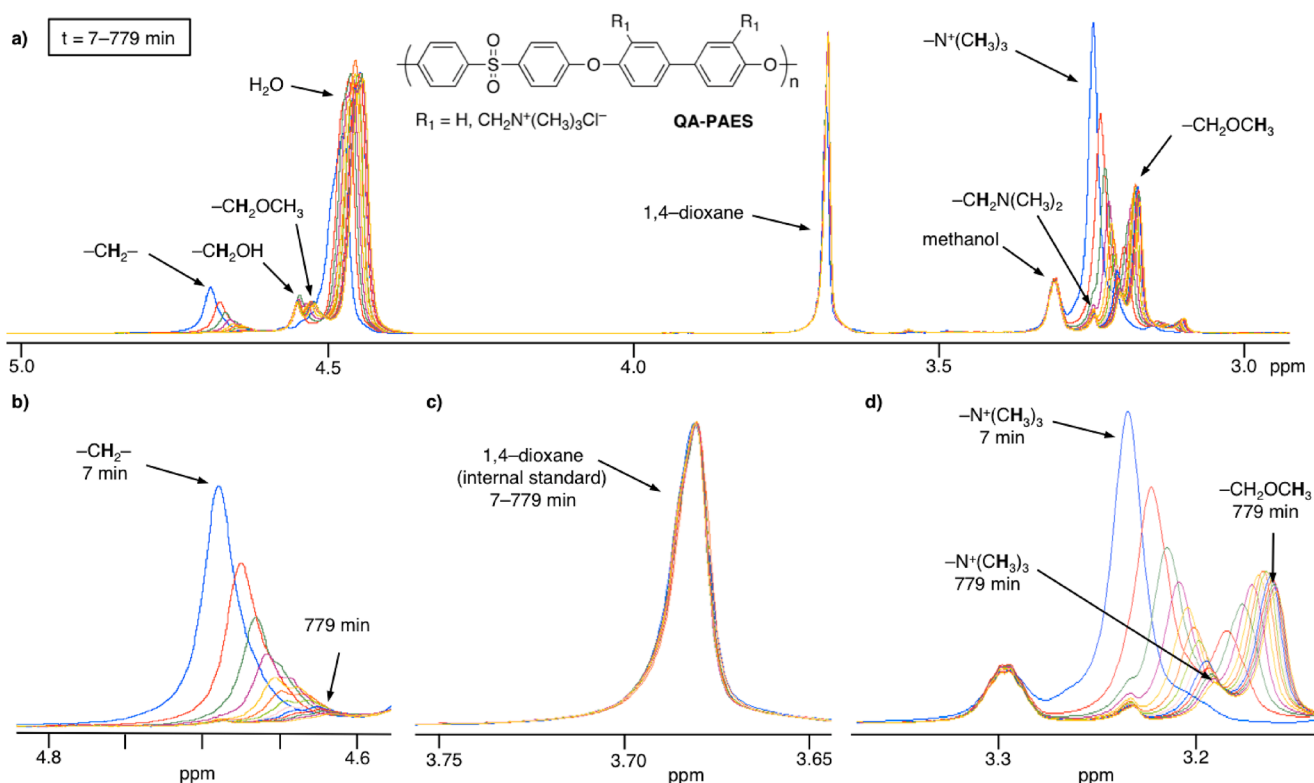 a)
t = 7–779 min
R₁
R₁
O
S
O
O
O
n
R₁ = H, CH₂N⁺(CH₃)₃Cl⁻
QA-PAES
H₂O
–CH₂OCH₃
–CH₂OH
–CH₂–
1,4–dioxane
–N⁺(CH₃)₃
–CH₂OCH₃
–CH₂N(CH₃)₂
methanol
5.0
4.5
4.0
3.5
3.0
ppm
b)
–CH₂–
7 min
779 min
4.8
4.6
ppm
c)
1,4–dioxane
(internal standard)
7–779 min
3.75
3.70
3.65
ppm
d)
–N⁺(CH₃)₃
7 min
–CH₂OCH₃
779 min
–N⁺(CH₃)₃
779 min
3.3
3.2
ppm